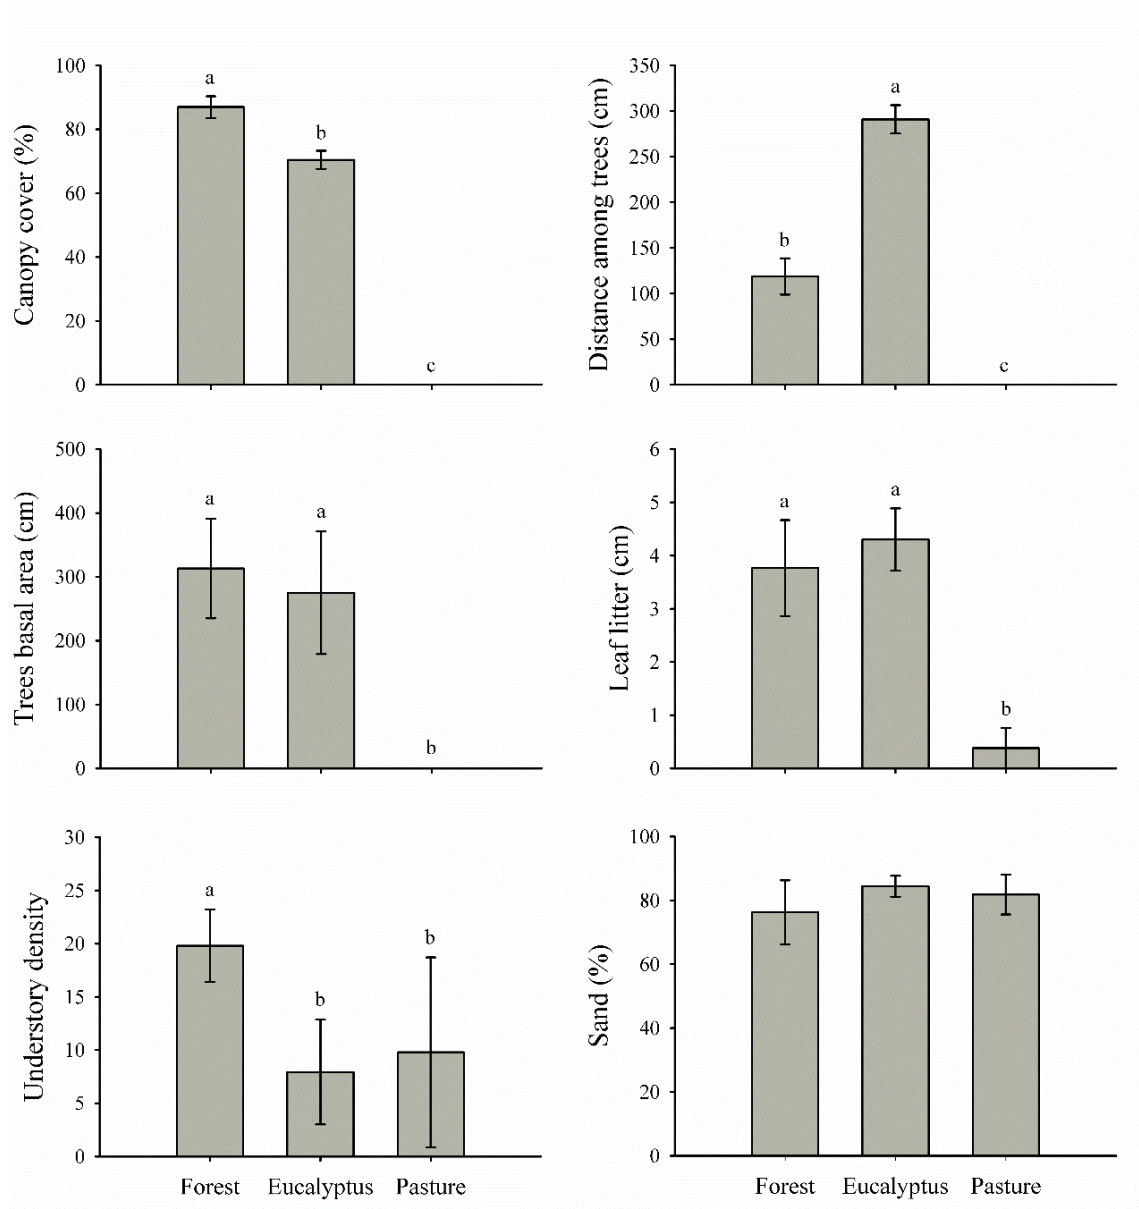 Canopy cover (%)
100
80
60
40
20
0
a
b
c
Distance among trees (cm)
350
300
250
200
150
100
50
0
b
a
c
Trees basal area (cm)
500
400
300
200
100
0
a
a
b
Leaf litter (cm)
6
5
4
3
2
1
0
a
a
b
Understory density
30
25
20
15
10
5
0
a
b
b
Forest Eucalyptus Pasture
Sand (%)
100
80
60
40
20
0
Forest Eucalyptus Pasture